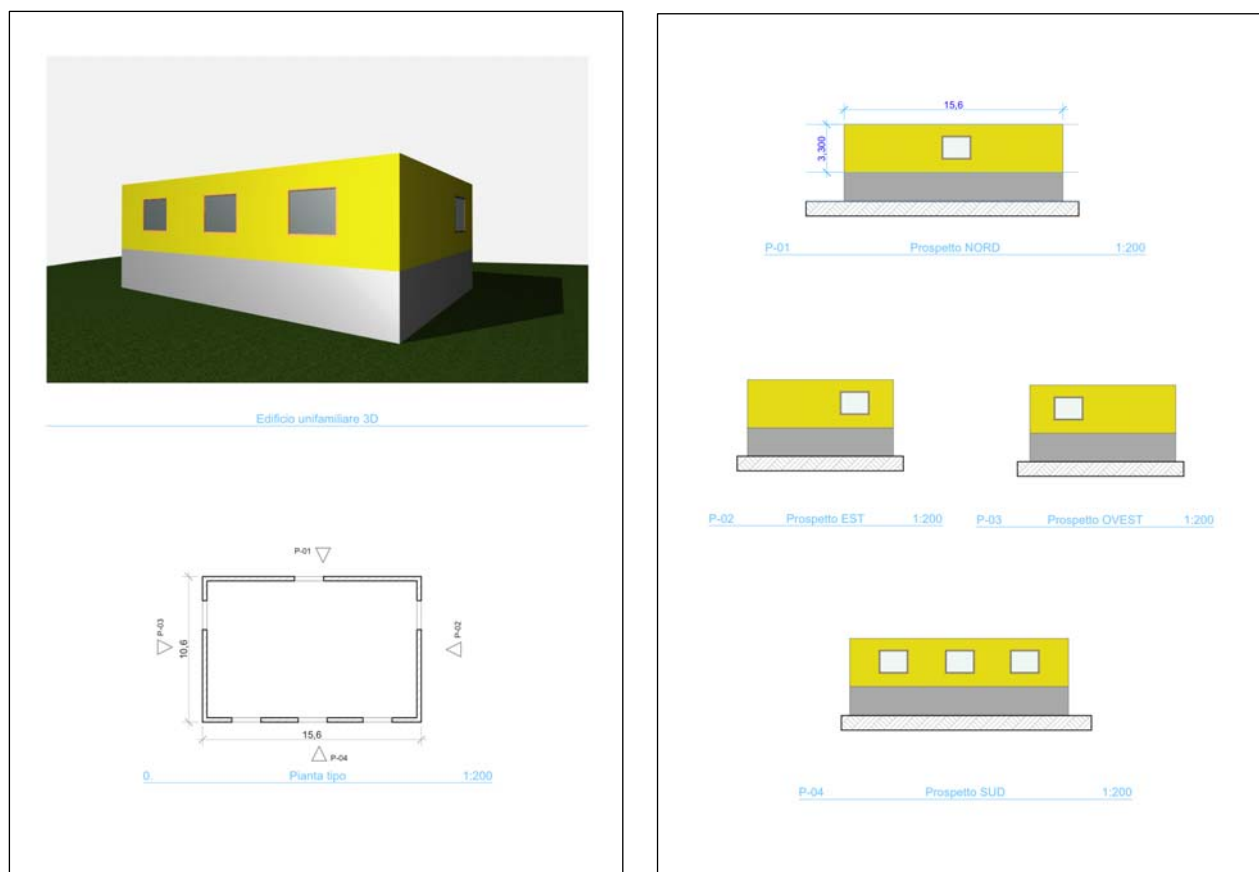 Edificio unifamiliare 3D
P-01
P-03
10,6
P-02
15,6
P-04
0. Pianta tipo 1:200
15,6
3,300
P-01 Prospetto NORD 1:200
P-02 Prospetto EST 1:200
P-03 Prospetto OVEST 1:200
P-04 Prospetto SUD 1:200